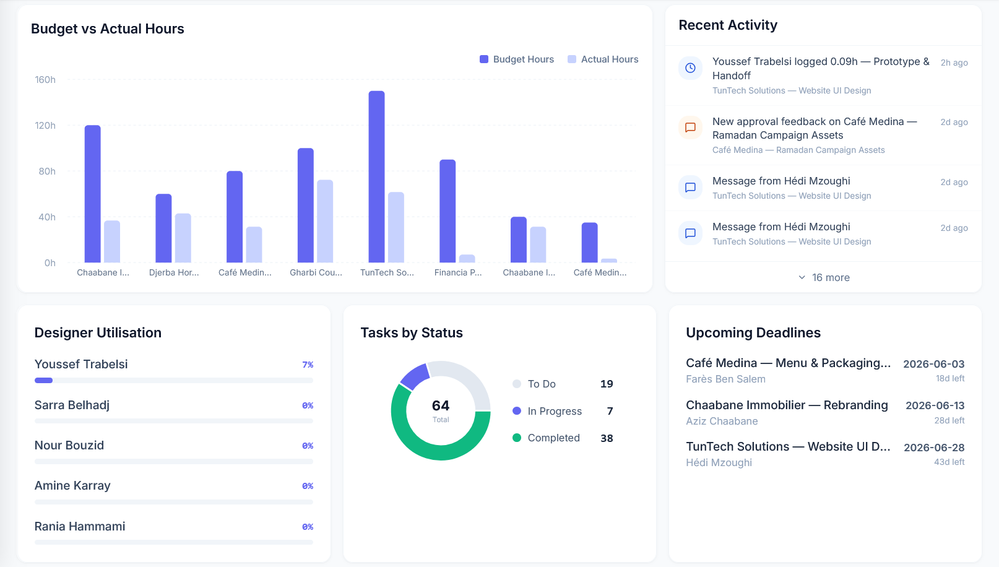 Budget vs Actual Hours
Budget Hours
Actual Hours
160h
120h
80h
40h
0h
Chaabane I...
Djerba Hor...
Café Medin...
Gharbi Cou...
TunTech So...
Financia P...
Chaabane I...
Café Medin...
Recent Activity
Youssef Trabelsi logged 0.09h — Prototype &
Handoff
2h ago
TunTech Solutions — Website UI Design
New approval feedback on Café Medina —
Ramadan Campaign Assets
2d ago
Café Medina — Ramadan Campaign Assets
Message from Hédi Mzoughi
2d ago
TunTech Solutions — Website UI Design
Message from Hédi Mzoughi
2d ago
TunTech Solutions — Website UI Design
16 more
Designer Utilisation
Youssef Trabelsi
7%
Sarra Belhadj
0%
Nour Bouzid
0%
Amine Karray
0%
Rania Hammami
0%
Tasks by Status
64
Total
To Do
19
In Progress
7
Completed
38
Upcoming Deadlines
Café Medina — Menu & Packaging...
2026-06-03
Farès Ben Salem
18d left
Chaabane Immobilier — Rebranding
2026-06-13
Aziz Chaabane
28d left
TunTech Solutions — Website UI D...
2026-06-28
Hédi Mzoughi
43d left